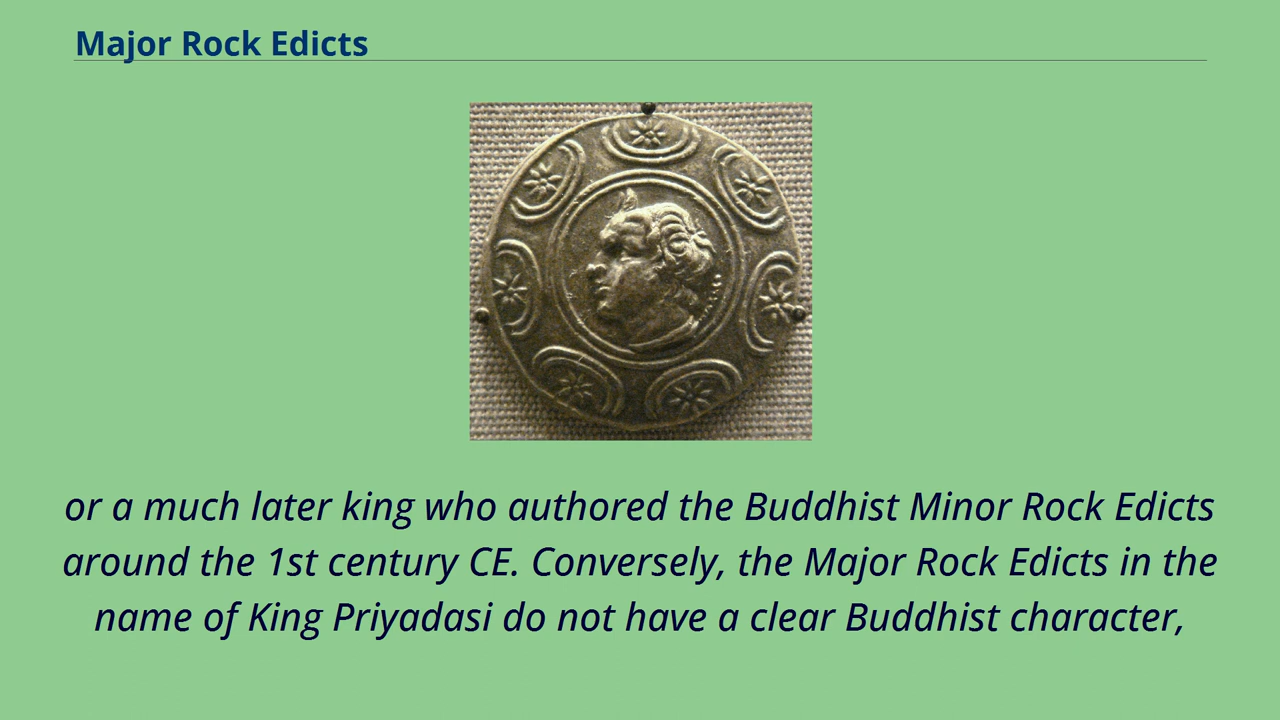 Major Rock Edicts
or a much later king who authored the Buddhist Minor Rock Edicts
around the 1st century CE. Conversely, the Major Rock Edicts in the
name of King Priyadasi do not have a clear Buddhist character,